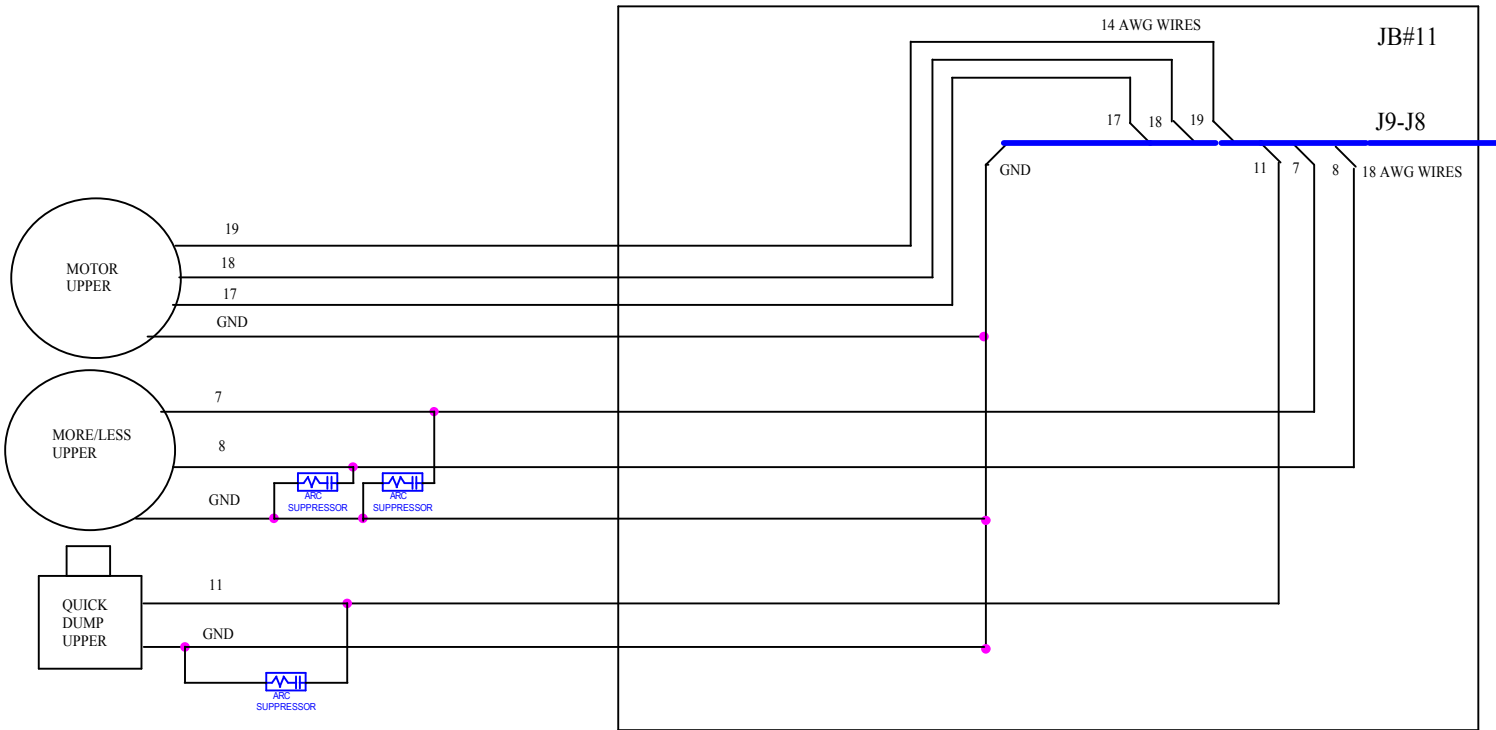 14 AWG WIRES
JB#11
J9-J8
17
18
19
GND
11
7
8
18 AWG WIRES
MOTOR
UPPER
19
18
17
GND
MORE/LESS
UPPER
7
8
GND
ARC
SUPPRESSOR
ARC
SUPPRESSOR
QUICK
DUMP
UPPER
11
GND
ARC
SUPPRESSOR